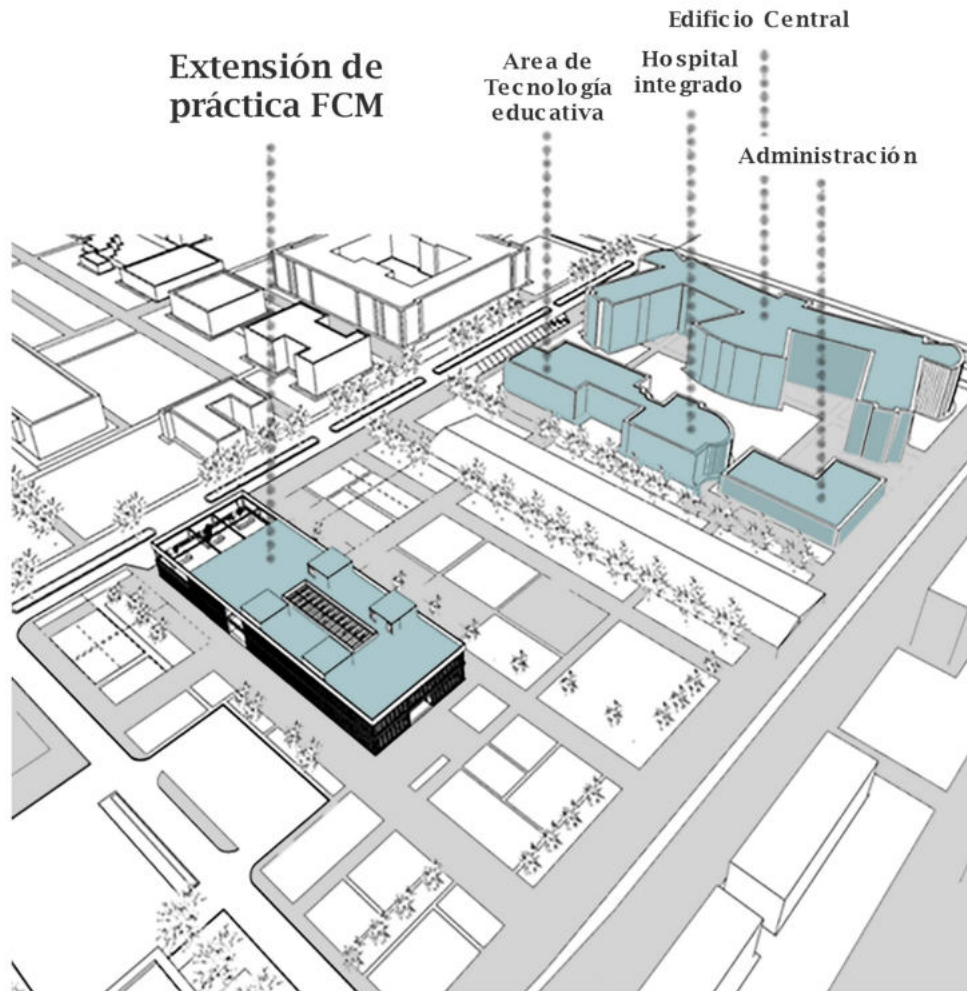 Edificio Central
Extensión de
práctica FCM
Area de
Tecnología
educativa
Hospital
integrado
Administración